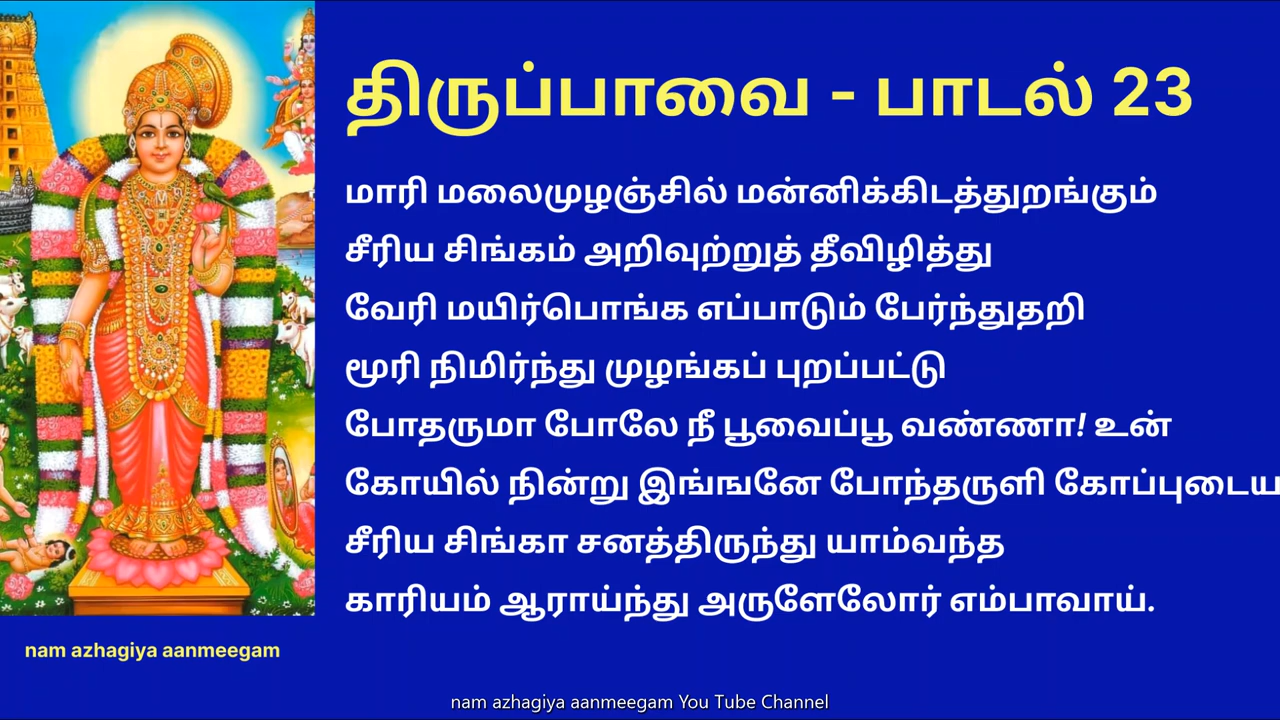 திருப்பாவை - பாடல் 23
மாரி மலைமுழஞ்சில் மன்னிக்கிடத்துறங்கும்
சீரிய சிங்கம் அறிவுற்றுத் தீவிழித்து
வேரி மயிர்பொங்க எப்பாடும் பேர்ந்துதறி
மூரி நிமிர்ந்து முழங்கப் புறப்பட்டு
போதருமா போலே நீ பூவைப்பூ வண்ணா! உன்
கோயில் நின்று இங்ஙனே போந்தருளி கோப்புடைய
சீரிய சிங்கா சனத்திருந்து யாம்வந்த
காரியம் ஆராய்ந்து அருளேலோர் எம்பாவாய்.
nam azhagiya aanmeegam
nam azhagiya aanmeegam You Tube Channel